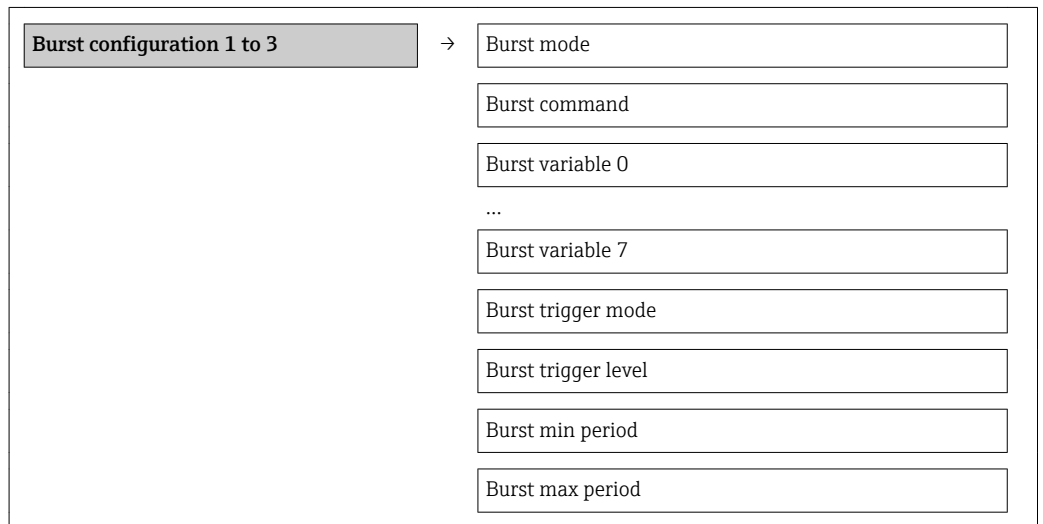 Burst configuration 1 to 3 → Burst mode
Burst command
Burst variable 0
...
Burst variable 7
Burst trigger mode
Burst trigger level
Burst min period
Burst max period